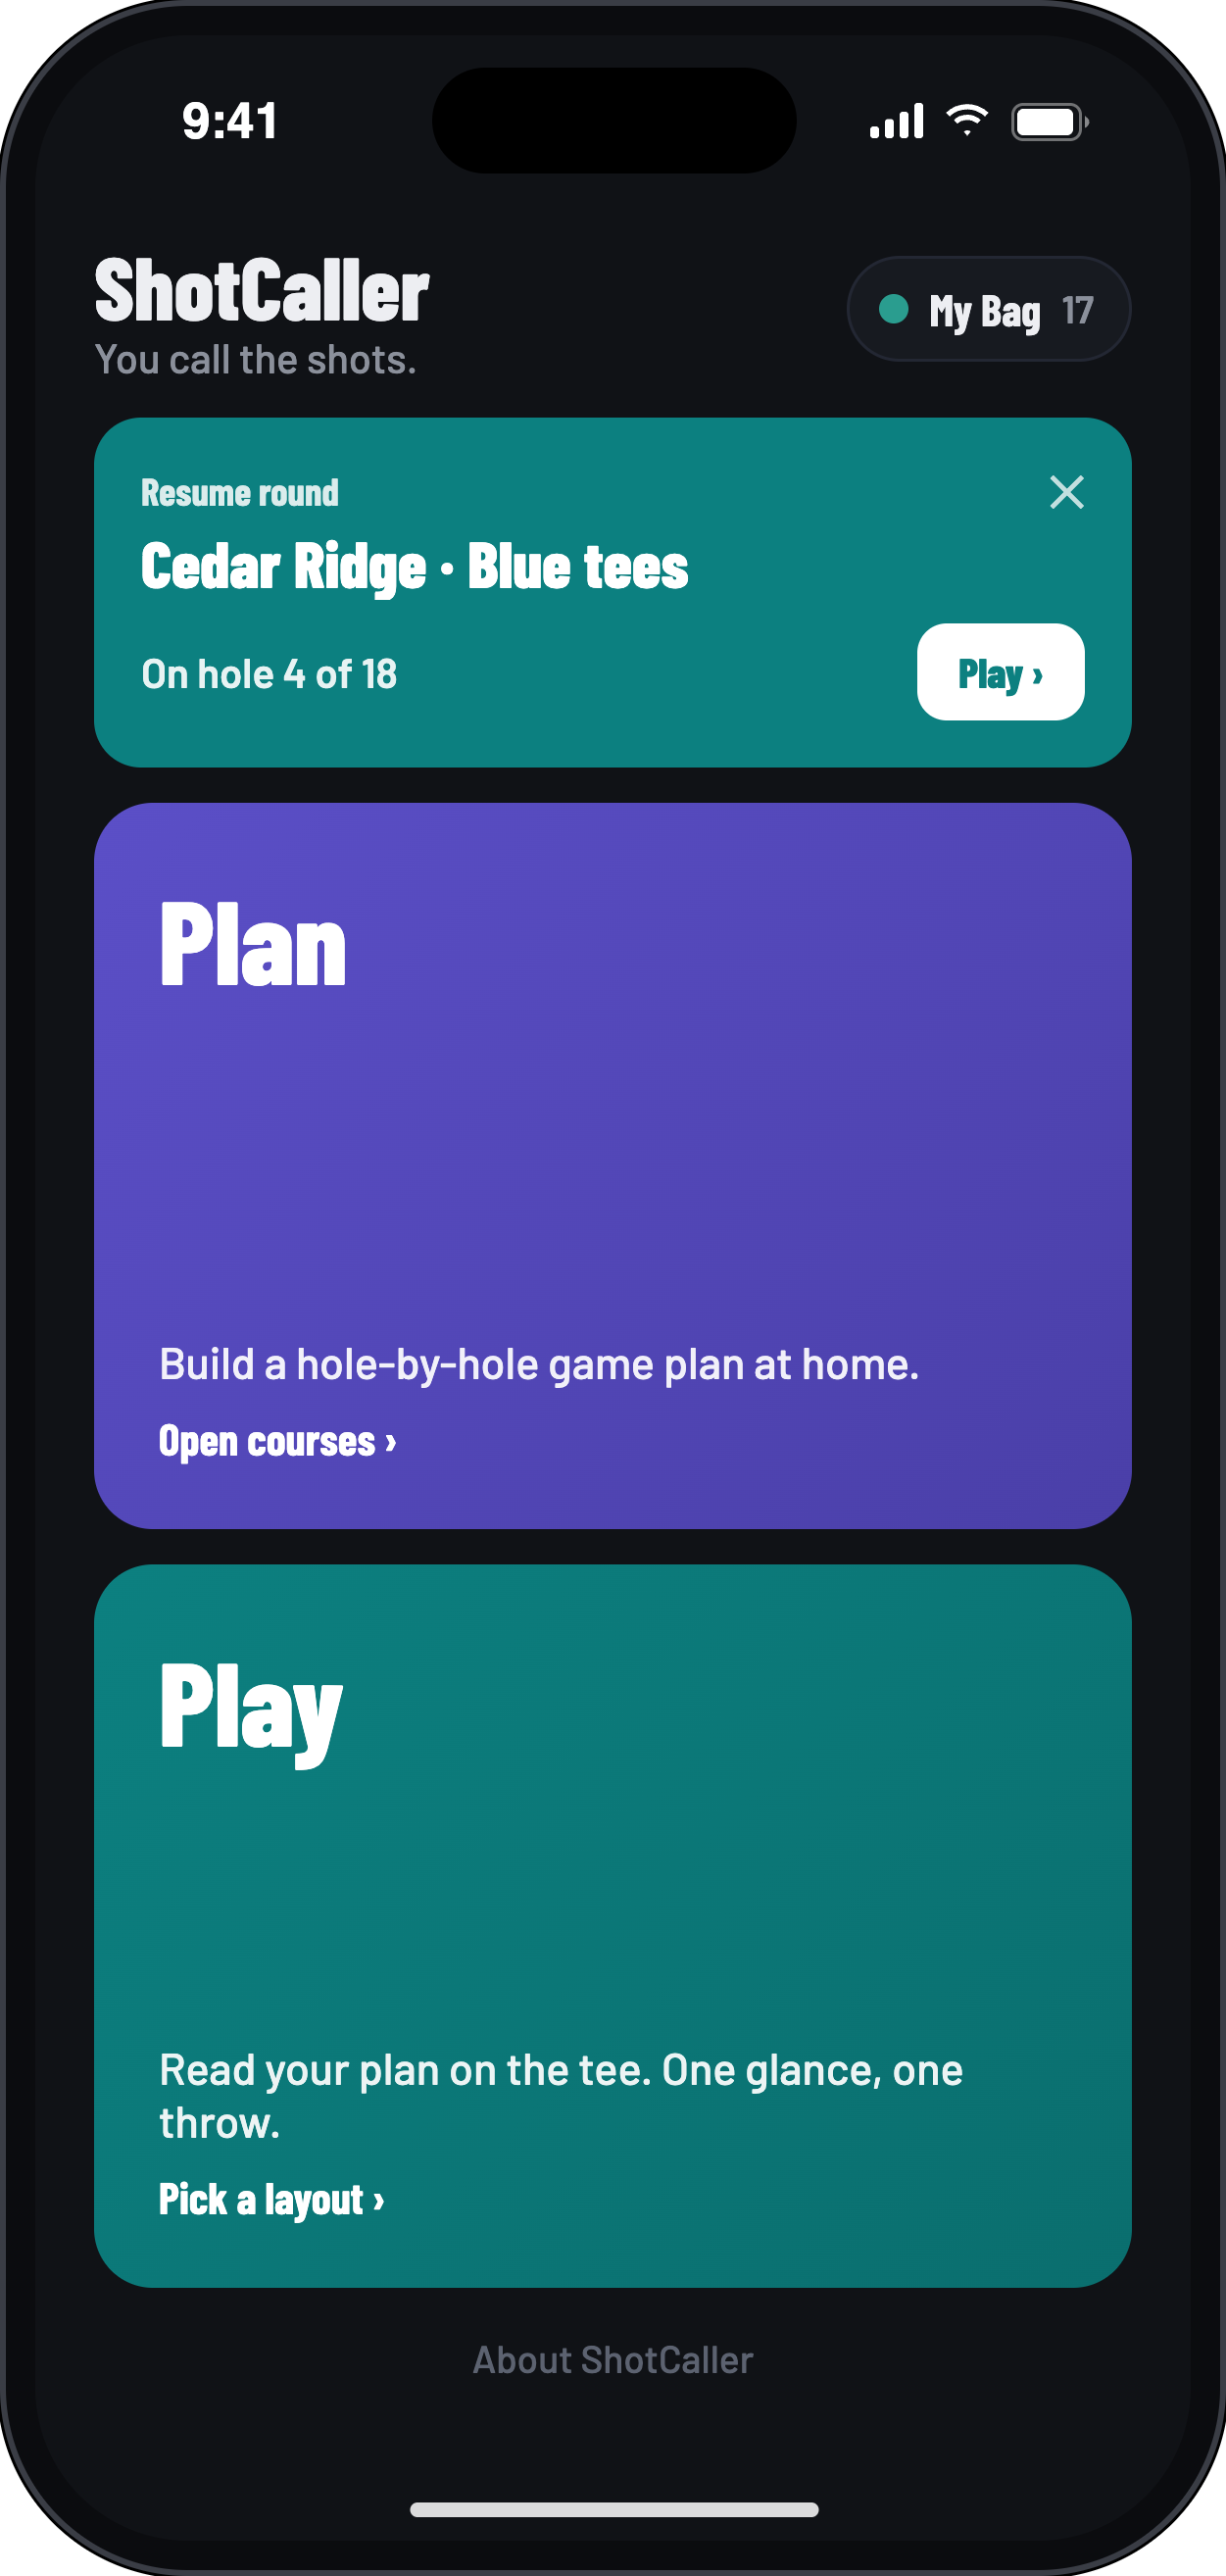 9:41
ShotCaller
You call the shots.
My Bag 17
Resume round
Cedar Ridge · Blue tees
On hole 4 of 18
Play ›
Plan
Build a hole-by-hole game plan at home.
Open courses ›
Play
Read your plan on the tee. One glance, one
throw.
Pick a layout ›
About ShotCaller